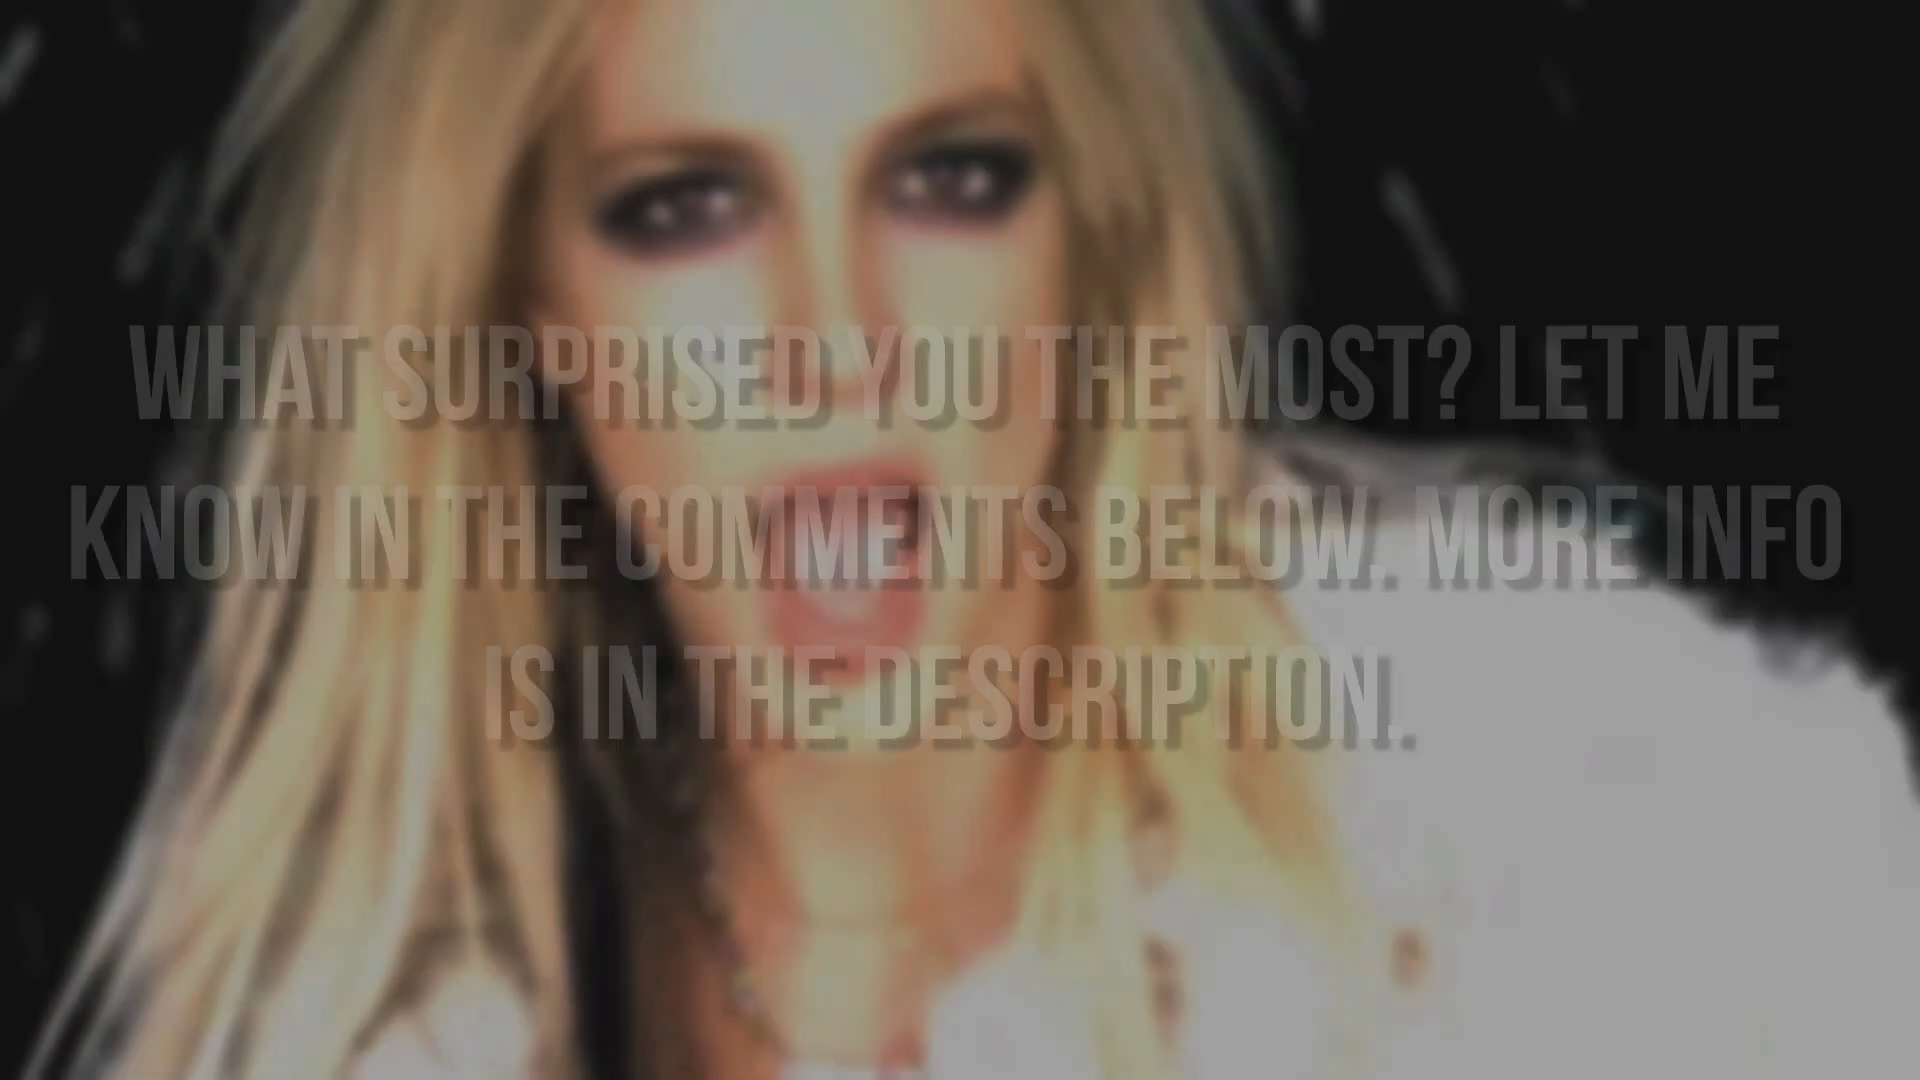 WHAT SURPRISED YOU THE MOST? LET ME
KNOW IN THE COMMENTS BELOW. MORE INFO
IS IN THE DESCRIPTION.